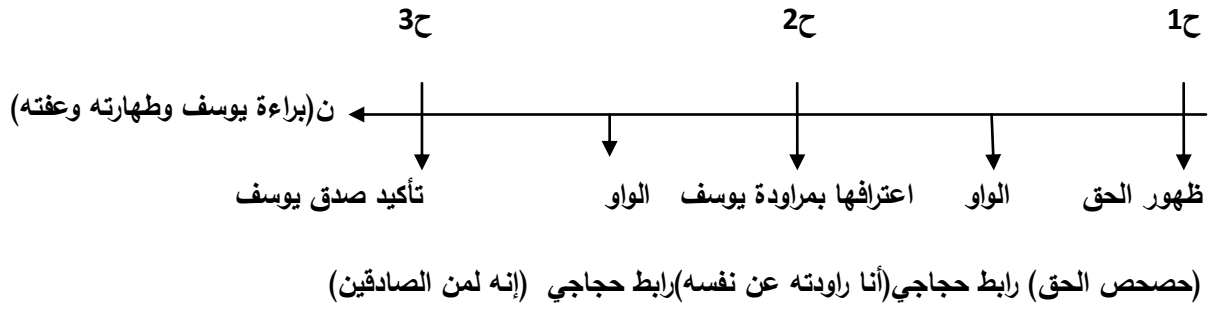 ح1 ح2 ح3
ن(براءة يوسف وطهارته وعفته)
ظهور الحق الواو اعترافها بمراودة يوسف الواو تأكيد صدق يوسف
(حصحص الحق) رابط حجاجي(أنا راودته عن نفسه)رابط حجاجي (إنه لمن الصادقين)